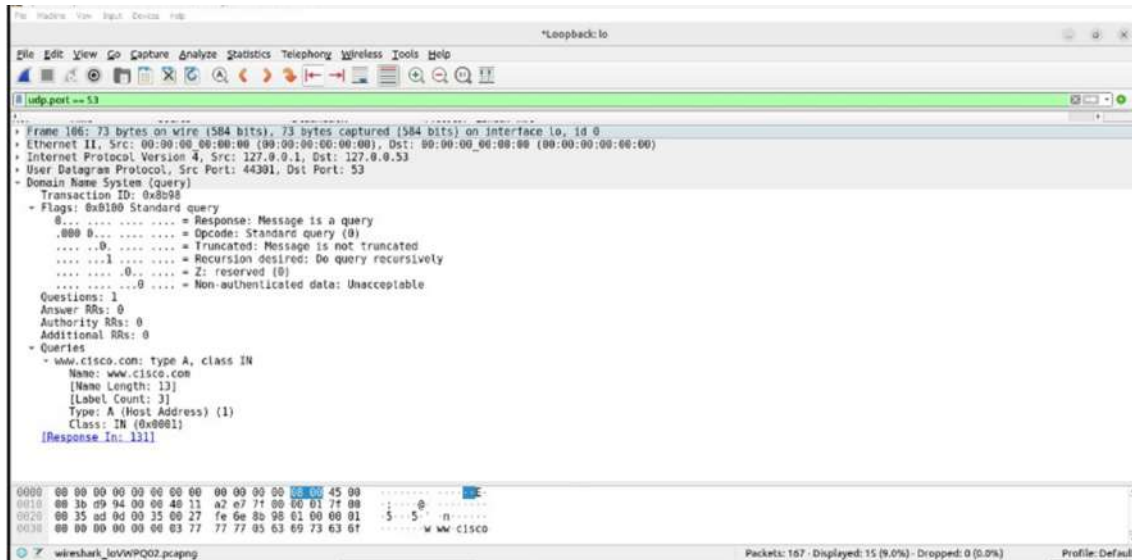 File Machine View Input Devices Help
*Loopback: lo
File Edit View Go Capture Analyze Statistics Telephony Wireless Tools Help
udp.port == 53
Frame 106: 73 bytes on wire (584 bits), 73 bytes captured (584 bits) on interface lo, id 0
Ethernet II, Src: 00:00:00_00:00:00 (00:00:00:00:00:00), Dst: 00:00:00_00:00:00 (00:00:00:00:00:00)
Internet Protocol Version 4, Src: 127.0.0.1, Dst: 127.0.0.53
User Datagram Protocol, Src Port: 44301, Dst Port: 53
Domain Name System (query)
Transaction ID: 0x8b98
Flags: 0x0100 Standard query
0... .... .... .... = Response: Message is a query
.000 0... .... .... = Opcode: Standard query (0)
.... ..0. .... .... = Truncated: Message is not truncated
.... ...1 .... .... = Recursion desired: Do query recursively
.... .... .0.. .... = Z: reserved (0)
.... .... ...0 .... = Non-authenticated data: Unacceptable
Questions: 1
Answer RRs: 0
Authority RRs: 0
Additional RRs: 0
Queries
www.cisco.com: type A, class IN
Name: www.cisco.com
[Name Length: 13]
[Label Count: 3]
Type: A (Host Address) (1)
Class: IN (0x0001)
[Response In: 131]
0000 00 00 00 00 00 00 00 00 00 00 00 00 08 00 45 00 ········ ······E·
0010 00 3b d9 94 00 00 40 11 a2 e7 7f 00 00 01 7f 00 ·;····@· ········
0020 00 35 ad 0d 00 35 00 27 fe 6e 8b 98 01 00 00 01 ·5···5·' ·n······
0030 00 00 00 00 00 00 03 77 77 77 05 63 69 73 63 6f ·······w ww·cisco
wireshark_loVWPQ02.pcapng
Packets: 167 · Displayed: 15 (9.0%) · Dropped: 0 (0.0%)
Profile: Defau